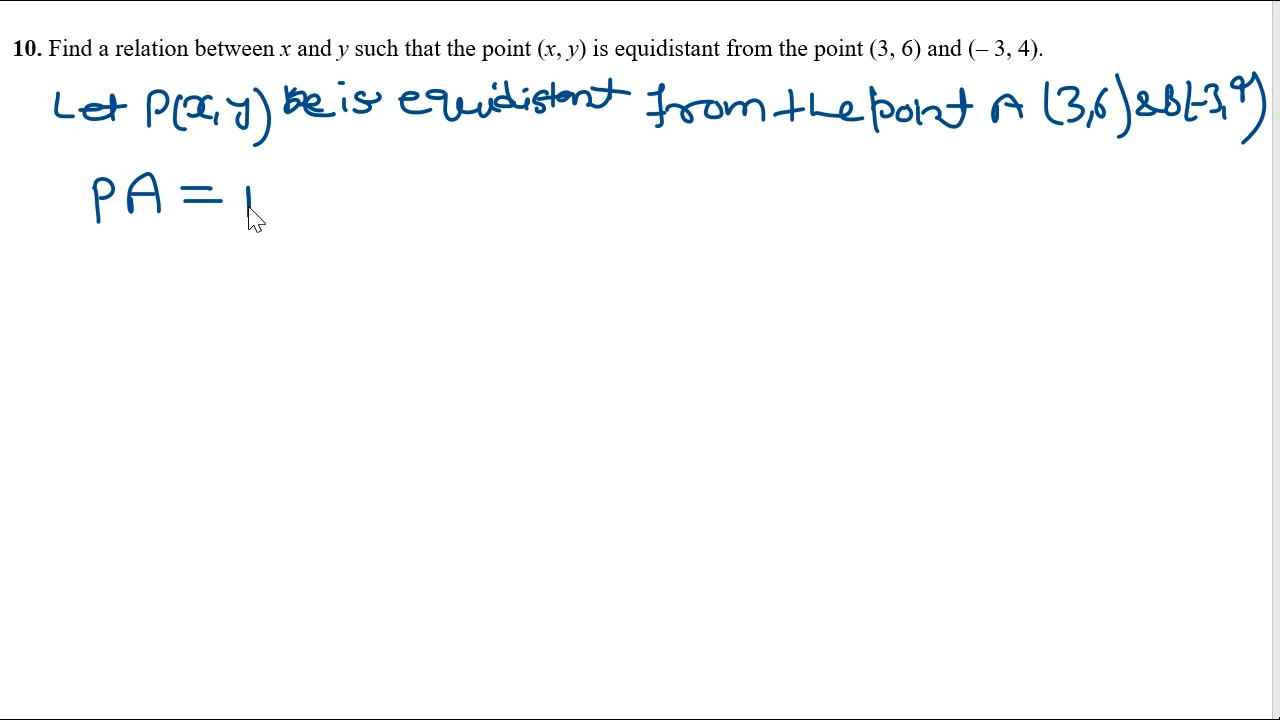 10. Find a relation between x and y such that the point (x, y) is equidistant from the point (3, 6) and (– 3, 4).
Let P(x, y) be is equidistant from the point A (3,6) & B(-3, 4)
PA =